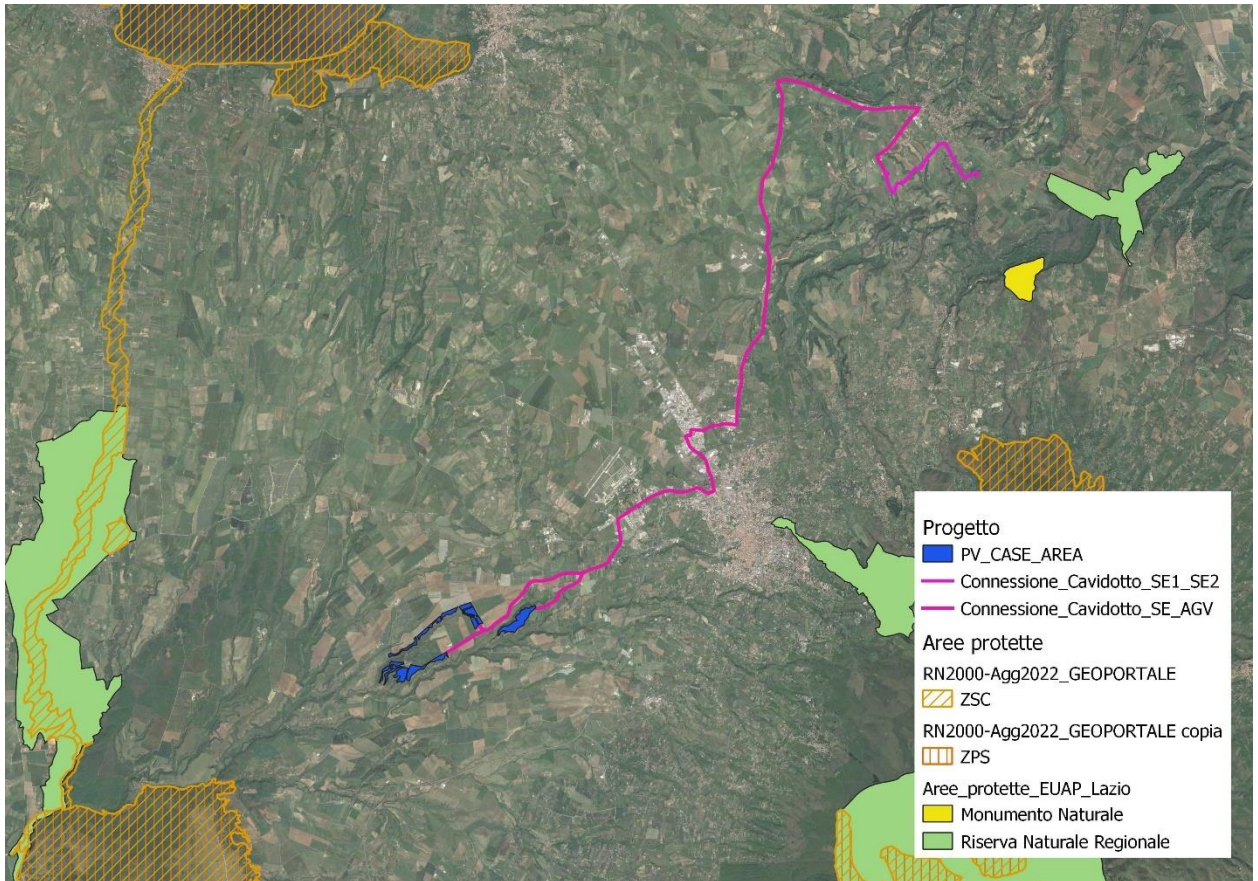 Progetto
PV_CASE_AREA
Connessione_Cavidotto_SE1_SE2
Connessione_Cavidotto_SE_AGV
Aree protette
RN2000-Agg2022_GEOPORTALE
ZSC
RN2000-Agg2022_GEOPORTALE copia
ZPS
Aree_protette_EUAP_Lazio
Monumento Naturale
Riserva Naturale Regionale